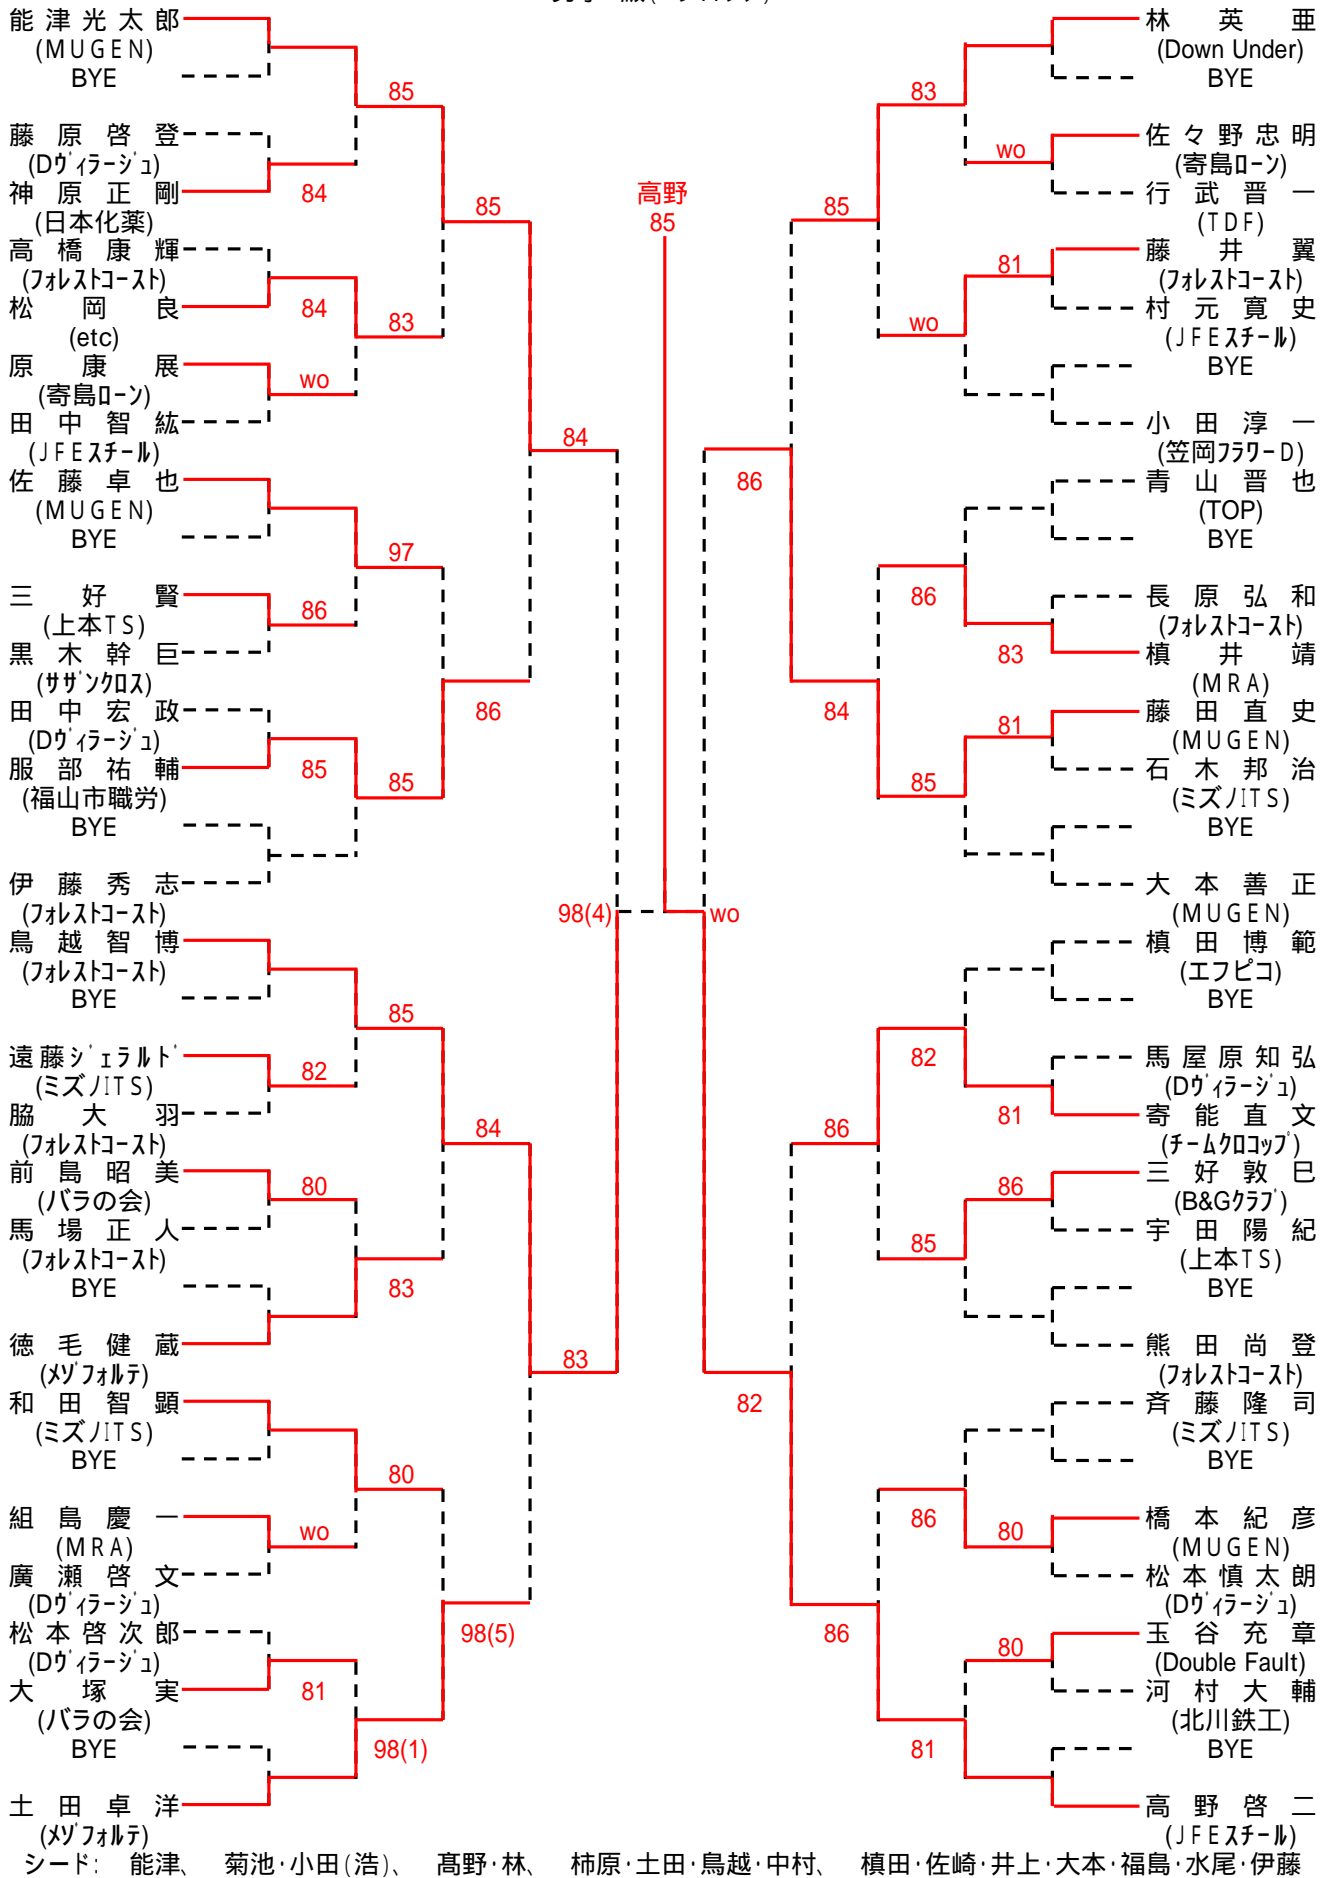 能津光太郎
(MUGEN)
BYE
85
藤原啓登
(Dヴィラージュ)
神原正剛
84
(日本化薬)
85
高橋康輝
(フォレストコースト)
松岡良
84
83
(etc)
原康展
wo
(寄島ローン)
田中智紘
(JFEスチール)
84
佐藤卓也
(MUGEN)
BYE
97
三好賢
86
(上本TS)
黒木幹巨
(サザンクロス)
86
田中宏政
(Dヴィラージュ)
服部祐輔
85
85
(福山市職労)
BYE
伊藤秀志
(フォレストコースト)
98(4)
鳥越智博
(フォレストコースト)
BYE
85
遠藤ジェラルド
82
(ミズノITS)
脇大羽
(フォレストコースト)
84
前島昭美
80
(バラの会)
馬場正人
(フォレストコースト)
BYE
83
徳毛健蔵
(メゾフォルテ)
83
和田智顕
(ミズノITS)
BYE
80
組島慶一
wo
(MRA)
廣瀬啓文
(Dヴィラージュ)
98(5)
松本啓次郎
(Dヴィラージュ)
大塚実
81
(バラの会)
BYE
98(1)
土田卓洋
(メゾフォルテ)
高野
85
林英亜
(Down Under)
BYE
83
佐々野忠明
wo
(寄島ローン)
行武晋一
(TDF)
85
藤井翼
81
(フォレストコースト)
村元寛史
wo
(JFEスチール)
BYE
小田淳一
(笠岡フラワーD)
86
青山晋也
(TOP)
BYE
86
長原弘和
(フォレストコースト)
83
槙井靖
(MRA)
84
藤田直史
81
(MUGEN)
石木邦治
85
(ミズノITS)
BYE
大本善正
(MUGEN)
wo
槙田博範
(エフピコ)
BYE
82
馬屋原知弘
(Dヴィラージュ)
81
寄能直文
(チームクロコップ)
86
三好敦巳
86
(B&Gクラブ)
宇田陽紀
85
(上本TS)
BYE
熊田尚登
(フォレストコースト)
82
斉藤隆司
(ミズノITS)
BYE
86
橋本紀彦
80
(MUGEN)
松本慎太朗
(Dヴィラージュ)
86
玉谷充章
80
(Double Fault)
河村大輔
(北川鉄工)
81
BYE
高野啓二
(JFEスチール)
シード: 能津、 菊池・小田(浩)、 髙野・林、 柿原・土田・鳥越・中村、 槙田・佐崎・井上・大本・福島・水尾・伊藤